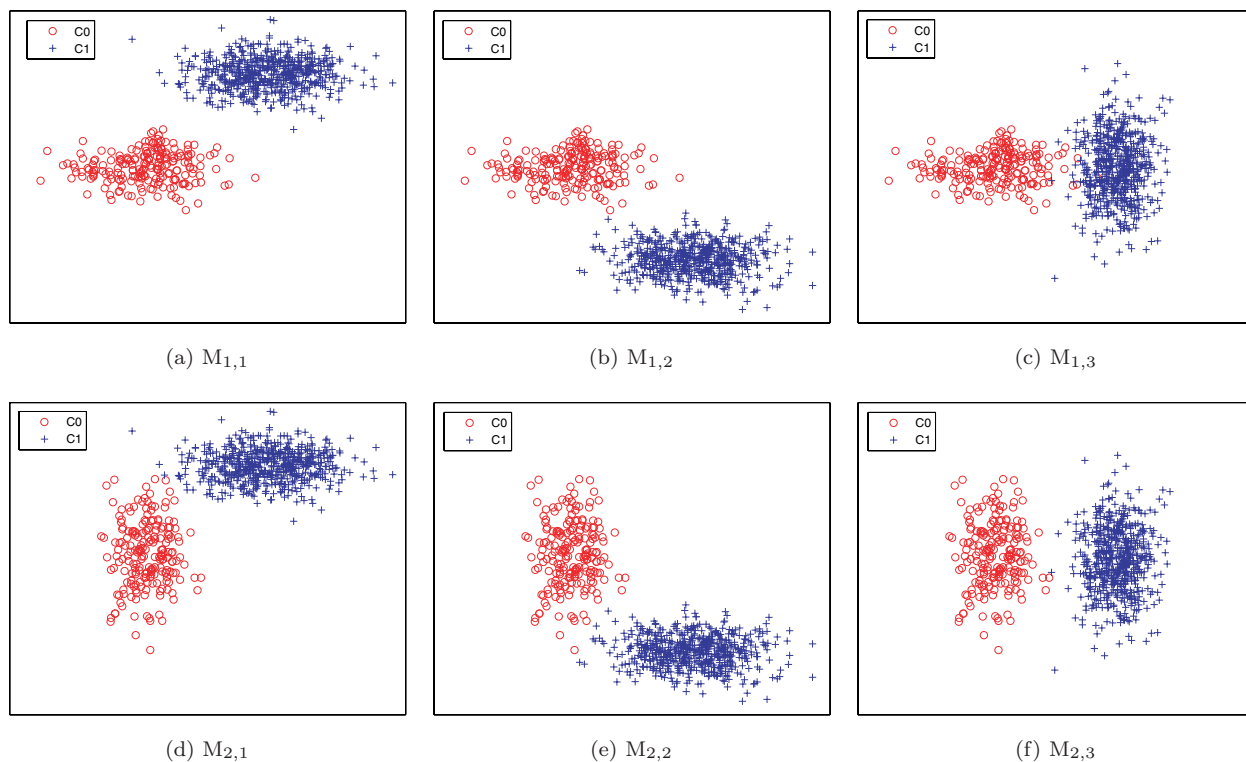 C0
C1
C0
C1
C0
C1
(a) M1,1
(b) M1,2
(c) M1,3
C0
C1
C0
C1
C0
C1
(d) M2,1
(e) M2,2
(f) M2,3